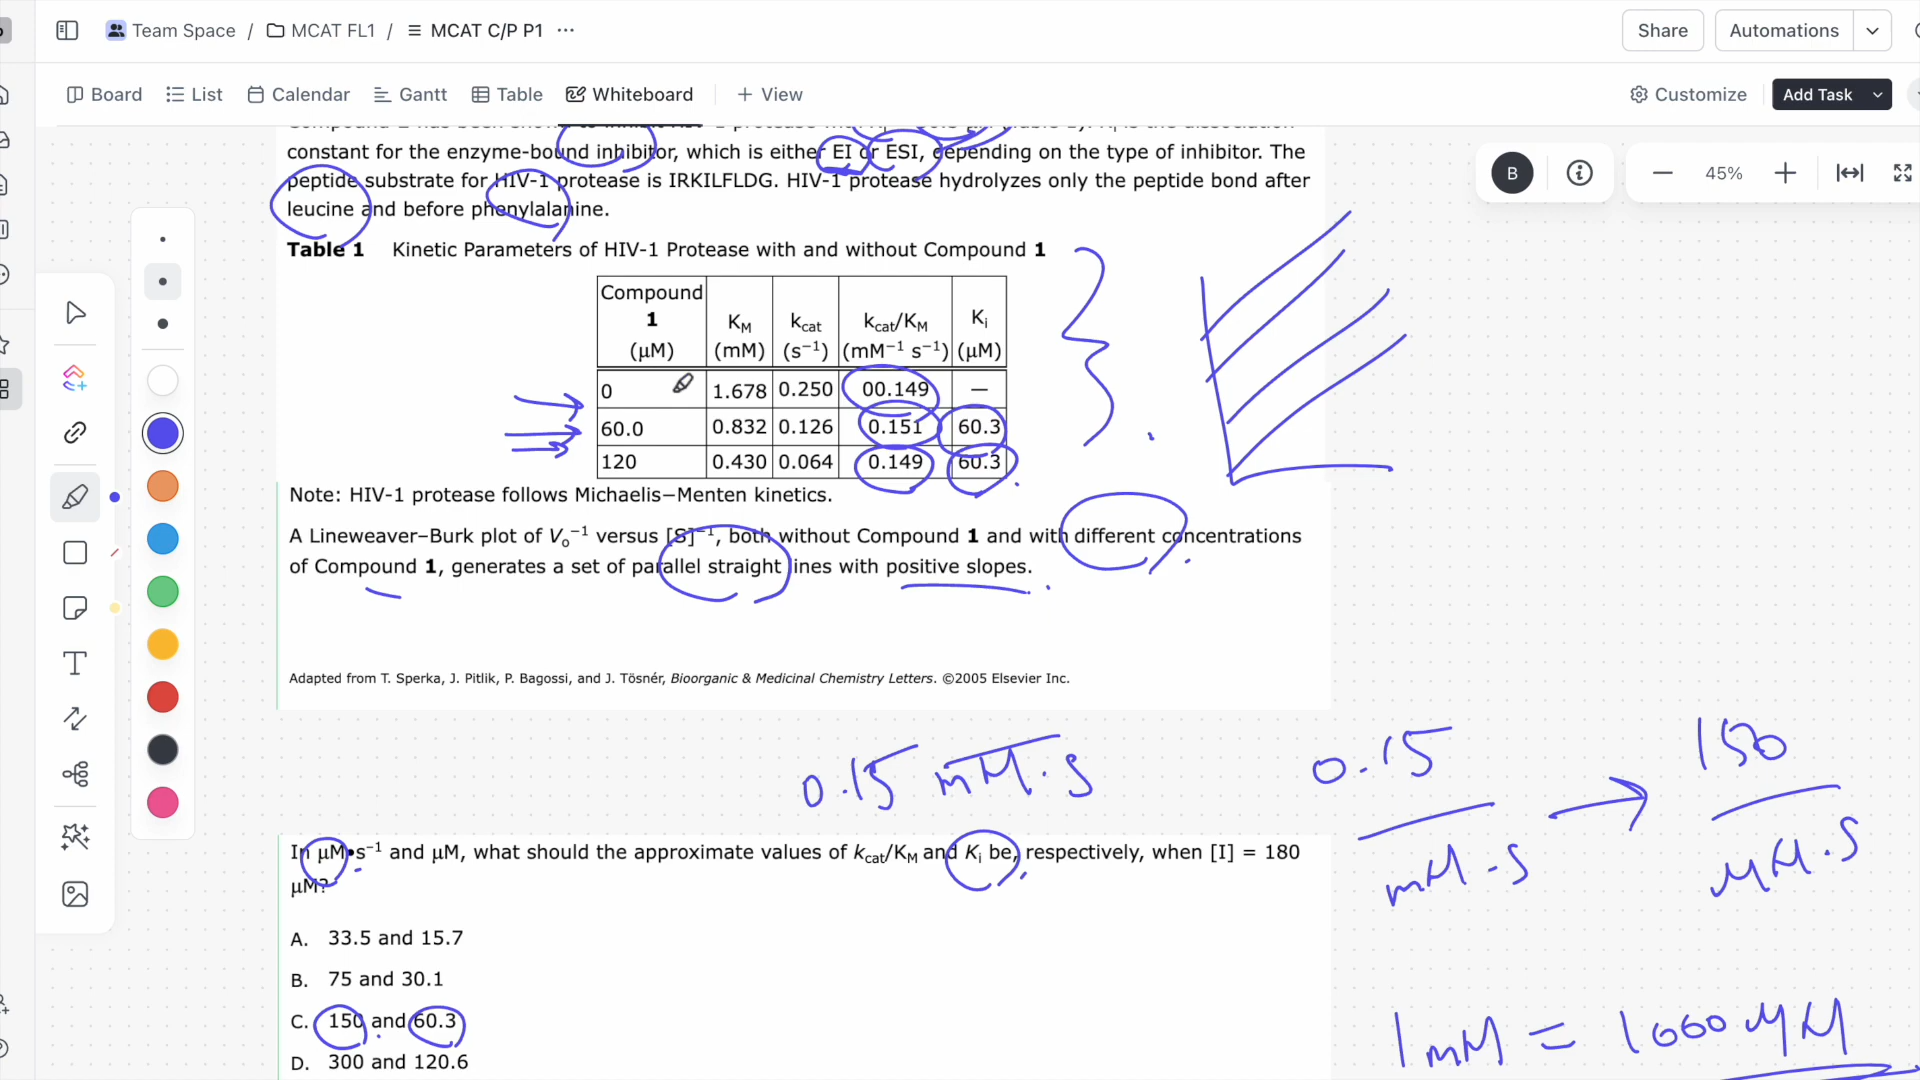 Team Space / MCAT FL1 / MCAT C/P P1 ...
Share
Automations
Board
List
Calendar
Gantt
Table
Whiteboard
+ View
Customize
Add Task
constant for the enzyme-bound inhibitor, which is either EI or ESI, depending on the type of inhibitor. The
peptide substrate for HIV-1 protease is IRKILFLDG. HIV-1 protease hydrolyzes only the peptide bond after
leucine and before phenylalanine.
B
45%
Table 1 Kinetic Parameters of HIV-1 Protease with and without Compound 1
Compound 1 (μM) | K_M (mM) | k_cat (s⁻¹) | k_cat/K_M (mM⁻¹ s⁻¹) | K_i (μM)
0 | 1.678 | 0.250 | 00.149 | —
60.0 | 0.832 | 0.126 | 0.151 | 60.3
120 | 0.430 | 0.064 | 0.149 | 60.3
Note: HIV-1 protease follows Michaelis−Menten kinetics.
A Lineweaver–Burk plot of V₀⁻¹ versus [S]⁻¹, both without Compound 1 and with different concentrations
of Compound 1, generates a set of parallel straight lines with positive slopes.
Adapted from T. Sperka, J. Pitlik, P. Bagossi, and J. Tösnér, Bioorganic & Medicinal Chemistry Letters. ©2005 Elsevier Inc.
0.15 mM·s
0.15
mM·s
→
150
μM·s
In μM•s⁻¹ and μM, what should the approximate values of k_cat/K_M and K_i be, respectively, when [I] = 180
μM?
A. 33.5 and 15.7
B. 75 and 30.1
C. 150 and 60.3
D. 300 and 120.6
1 mM = 1000 μM
T